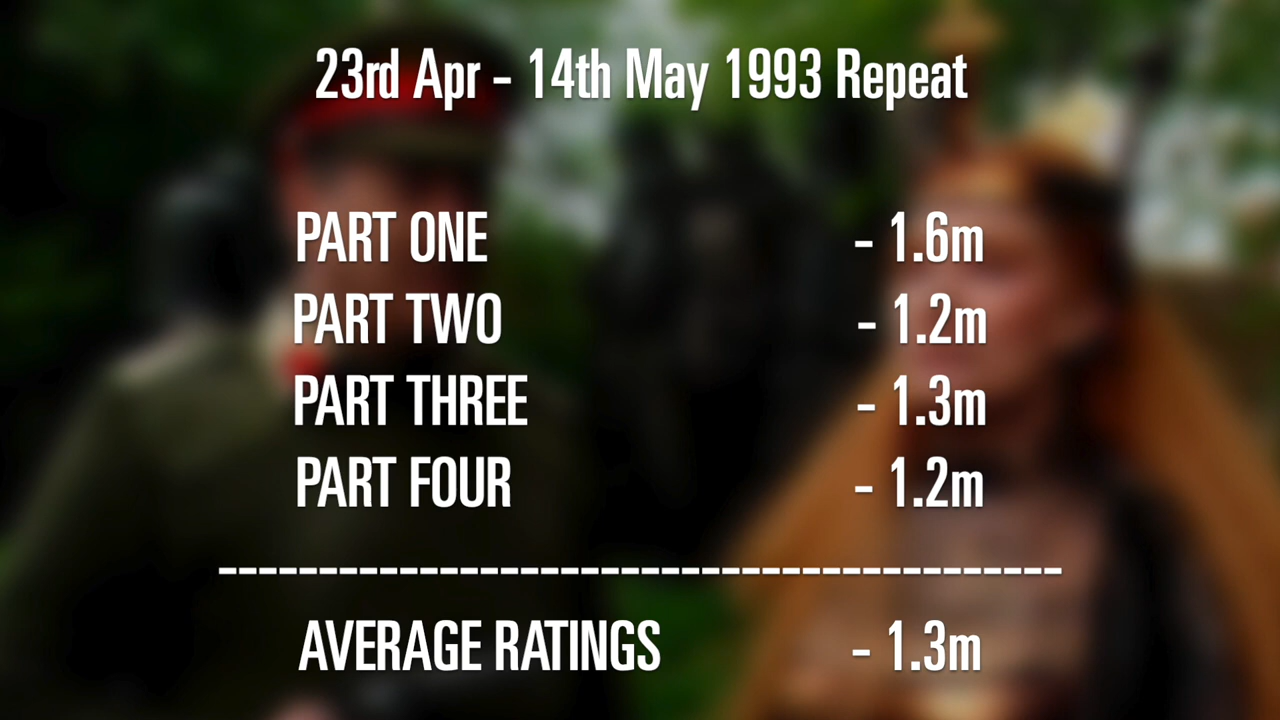 23rd Apr - 14th May 1993 Repeat
PART ONE - 1.6m
PART TWO - 1.2m
PART THREE - 1.3m
PART FOUR - 1.2m
------------------------------------------
AVERAGE RATINGS - 1.3m